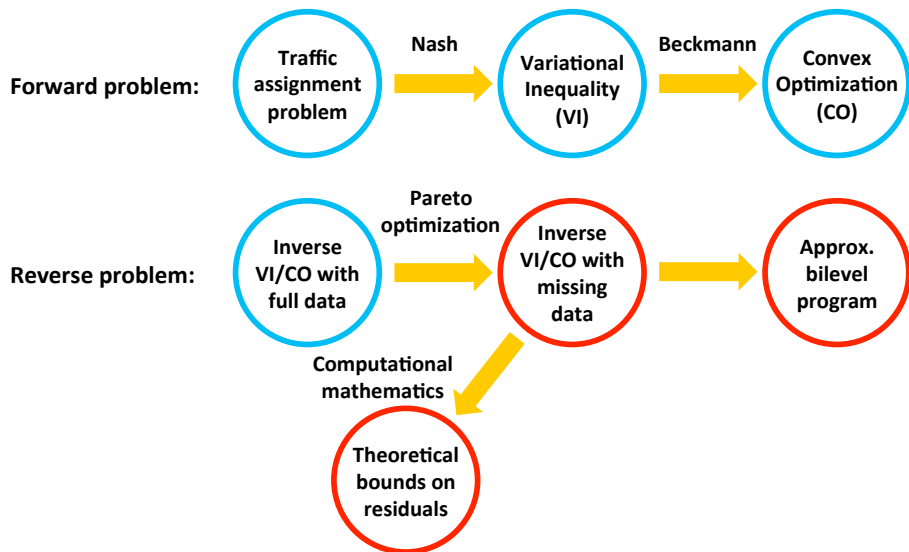 Forward problem:
Traffic
assignment
problem
Nash
Variational
Inequality
(VI)
Beckmann
Convex
Optimization
(CO)
Reverse problem:
Inverse
VI/CO with
full data
Pareto
optimization
Inverse
VI/CO with
missing
data
Approx.
bilevel
program
Computational
mathematics
Theoretical
bounds on
residuals